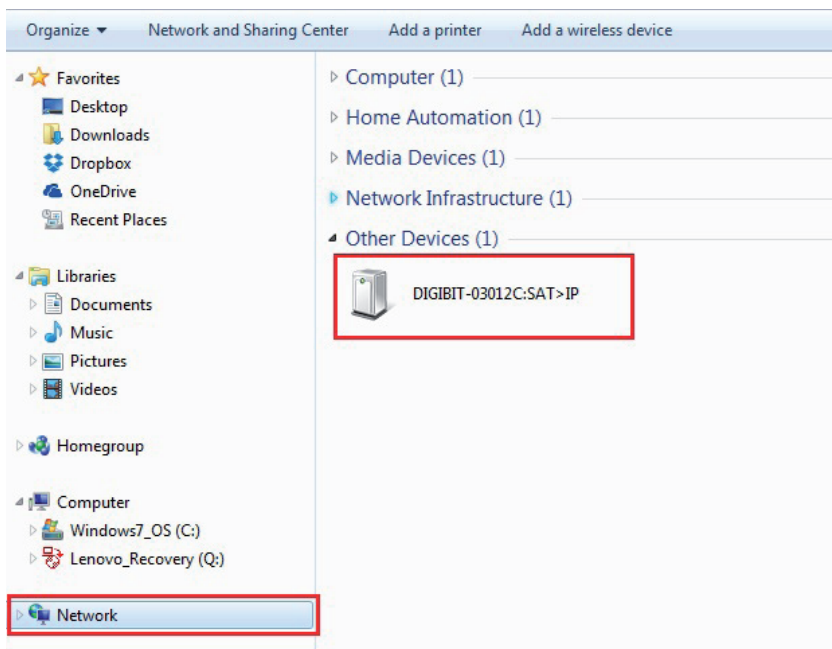 Organize Network and Sharing Center Add a printer Add a wireless device
Favorites
Desktop
Downloads
Dropbox
OneDrive
Recent Places
Libraries
Documents
Music
Pictures
Videos
Homegroup
Computer
Windows7_OS (C:)
Lenovo_Recovery (Q:)
Network
Computer (1)
Home Automation (1)
Media Devices (1)
Network Infrastructure (1)
Other Devices (1)
DIGIBIT-03012C:SAT>IP